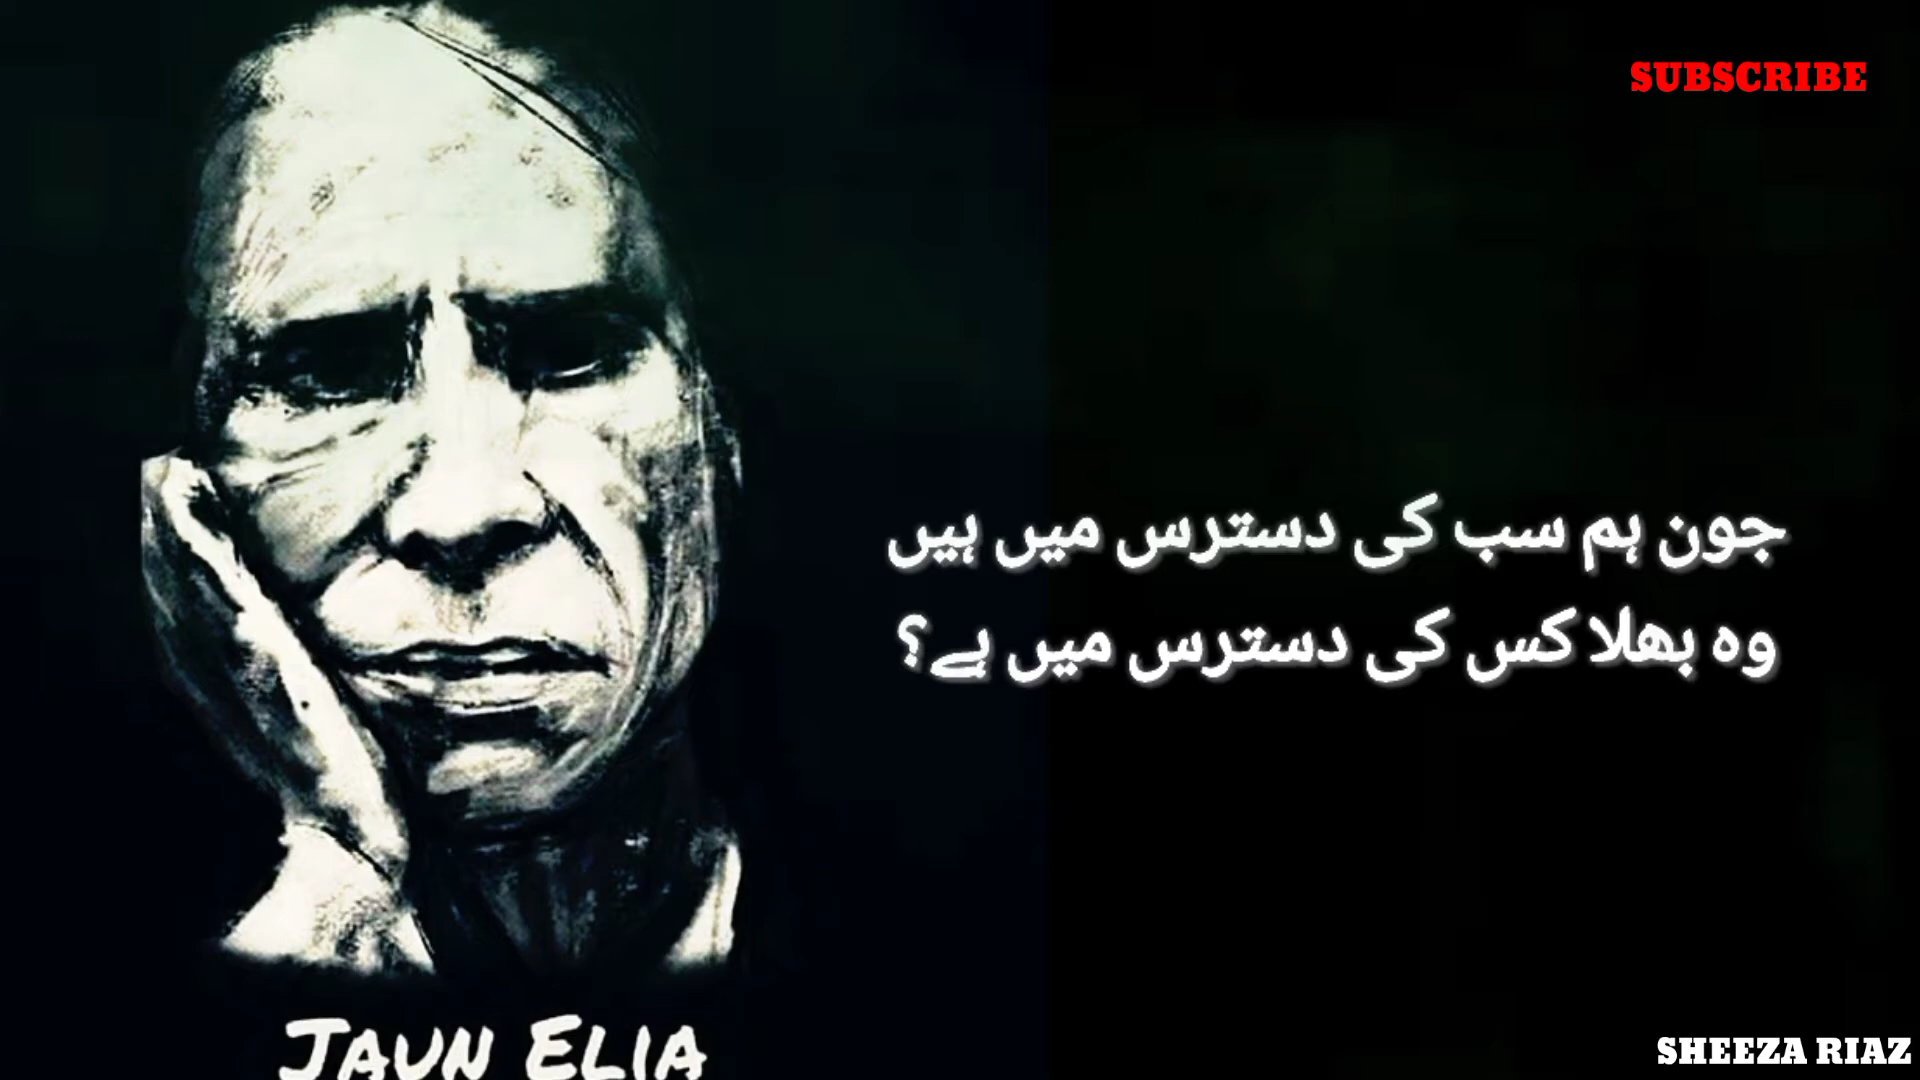 SUBSCRIBE
جون ہم سب کی دسترس میں ہیں
وہ بھلا کس کی دسترس میں ہے؟
JAUN ELIA
SHEEZA RIAZ